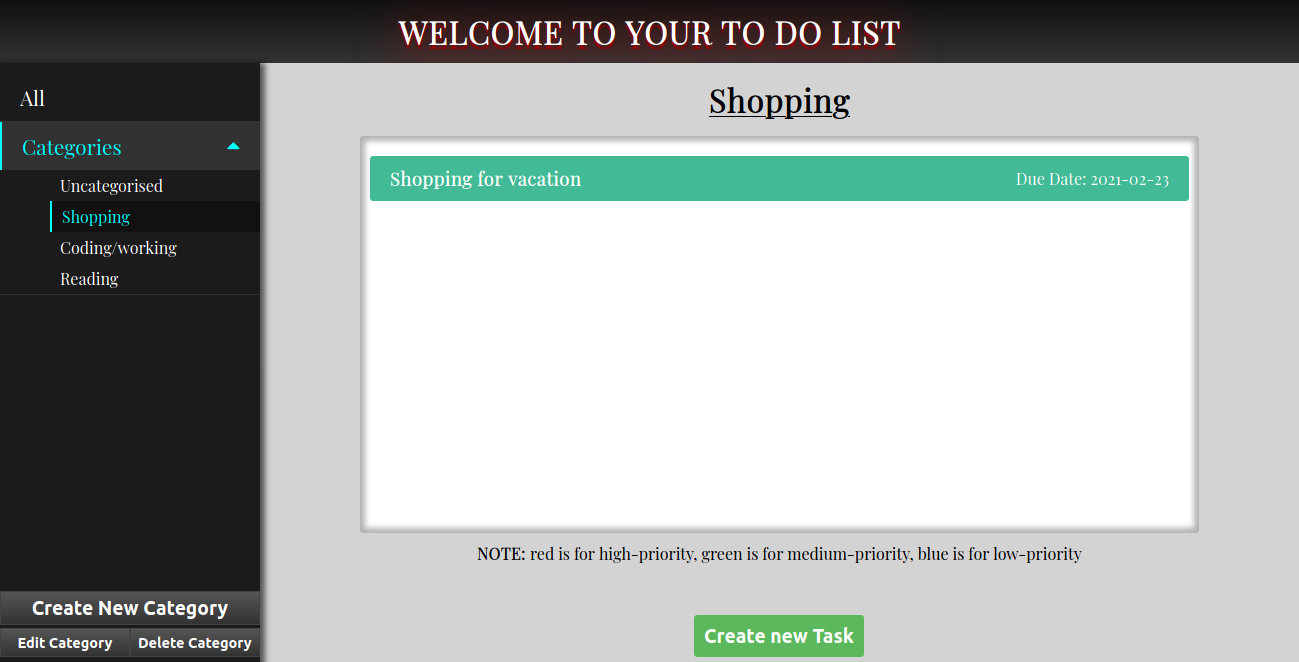 WELCOME TO YOUR TO DO LIST
All
Categories
Uncategorised
Shopping
Coding/working
Reading
Create New Category
Edit Category Delete Category
Shopping
Shopping for vacation Due Date: 2021-02-23
NOTE: red is for high-priority, green is for medium-priority, blue is for low-priority
Create new Task